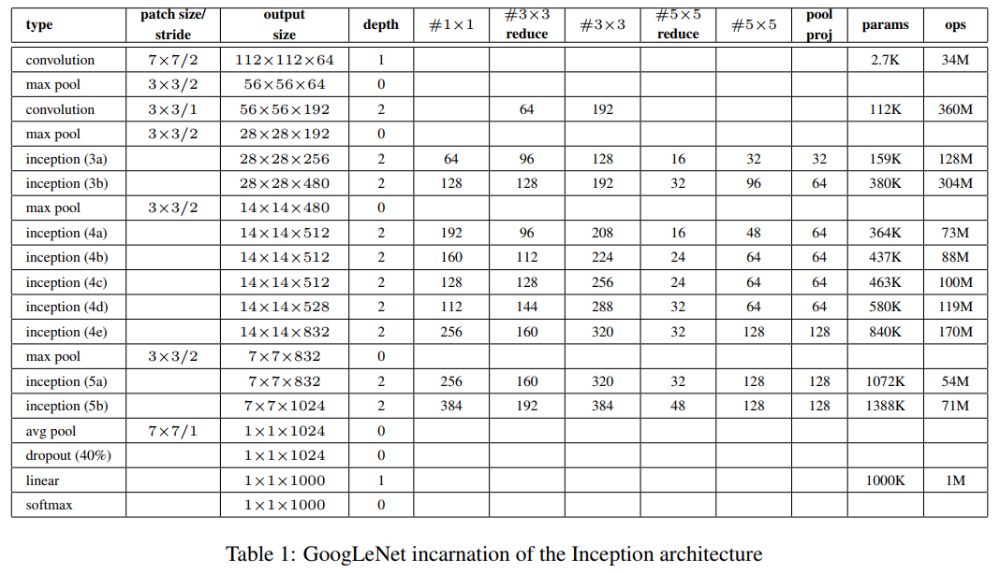 type patch size/ stride output size depth #1×1 #3×3 reduce #3×3 #5×5 reduce #5×5 pool proj params ops
convolution 7×7/2 112×112×64 1 2.7K 34M
max pool 3×3/2 56×56×64 0
convolution 3×3/1 56×56×192 2 64 192 112K 360M
max pool 3×3/2 28×28×192 0
inception (3a) 28×28×256 2 64 96 128 16 32 32 159K 128M
inception (3b) 28×28×480 2 128 128 192 32 96 64 380K 304M
max pool 3×3/2 14×14×480 0
inception (4a) 14×14×512 2 192 96 208 16 48 64 364K 73M
inception (4b) 14×14×512 2 160 112 224 24 64 64 437K 88M
inception (4c) 14×14×512 2 128 128 256 24 64 64 463K 100M
inception (4d) 14×14×528 2 112 144 288 32 64 64 580K 119M
inception (4e) 14×14×832 2 256 160 320 32 128 128 840K 170M
max pool 3×3/2 7×7×832 0
inception (5a) 7×7×832 2 256 160 320 32 128 128 1072K 54M
inception (5b) 7×7×1024 2 384 192 384 48 128 128 1388K 71M
avg pool 7×7/1 1×1×1024 0
dropout (40%) 1×1×1024 0
linear 1×1×1000 1 1000K 1M
softmax 1×1×1000 0
Table 1: GoogLeNet incarnation of the Inception architecture